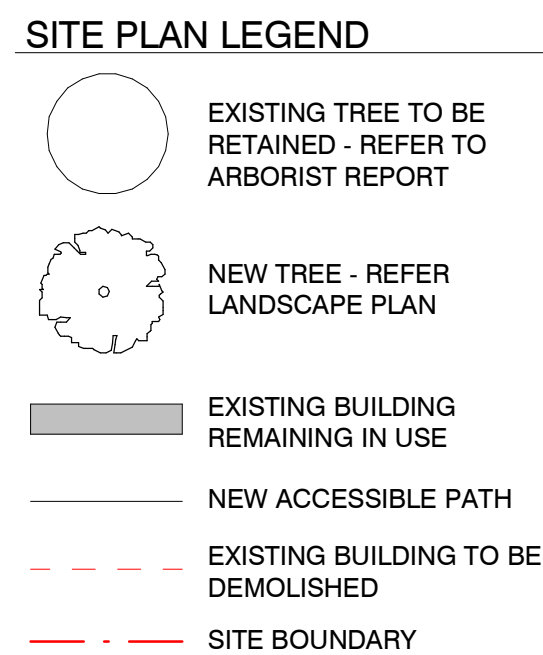 SITE PLAN LEGEND
EXISTING TREE TO BE
RETAINED - REFER TO
ARBORIST REPORT
NEW TREE - REFER
LANDSCAPE PLAN
EXISTING BUILDING
REMAINING IN USE
NEW ACCESSIBLE PATH
EXISTING BUILDING TO BE
DEMOLISHED
SITE BOUNDARY